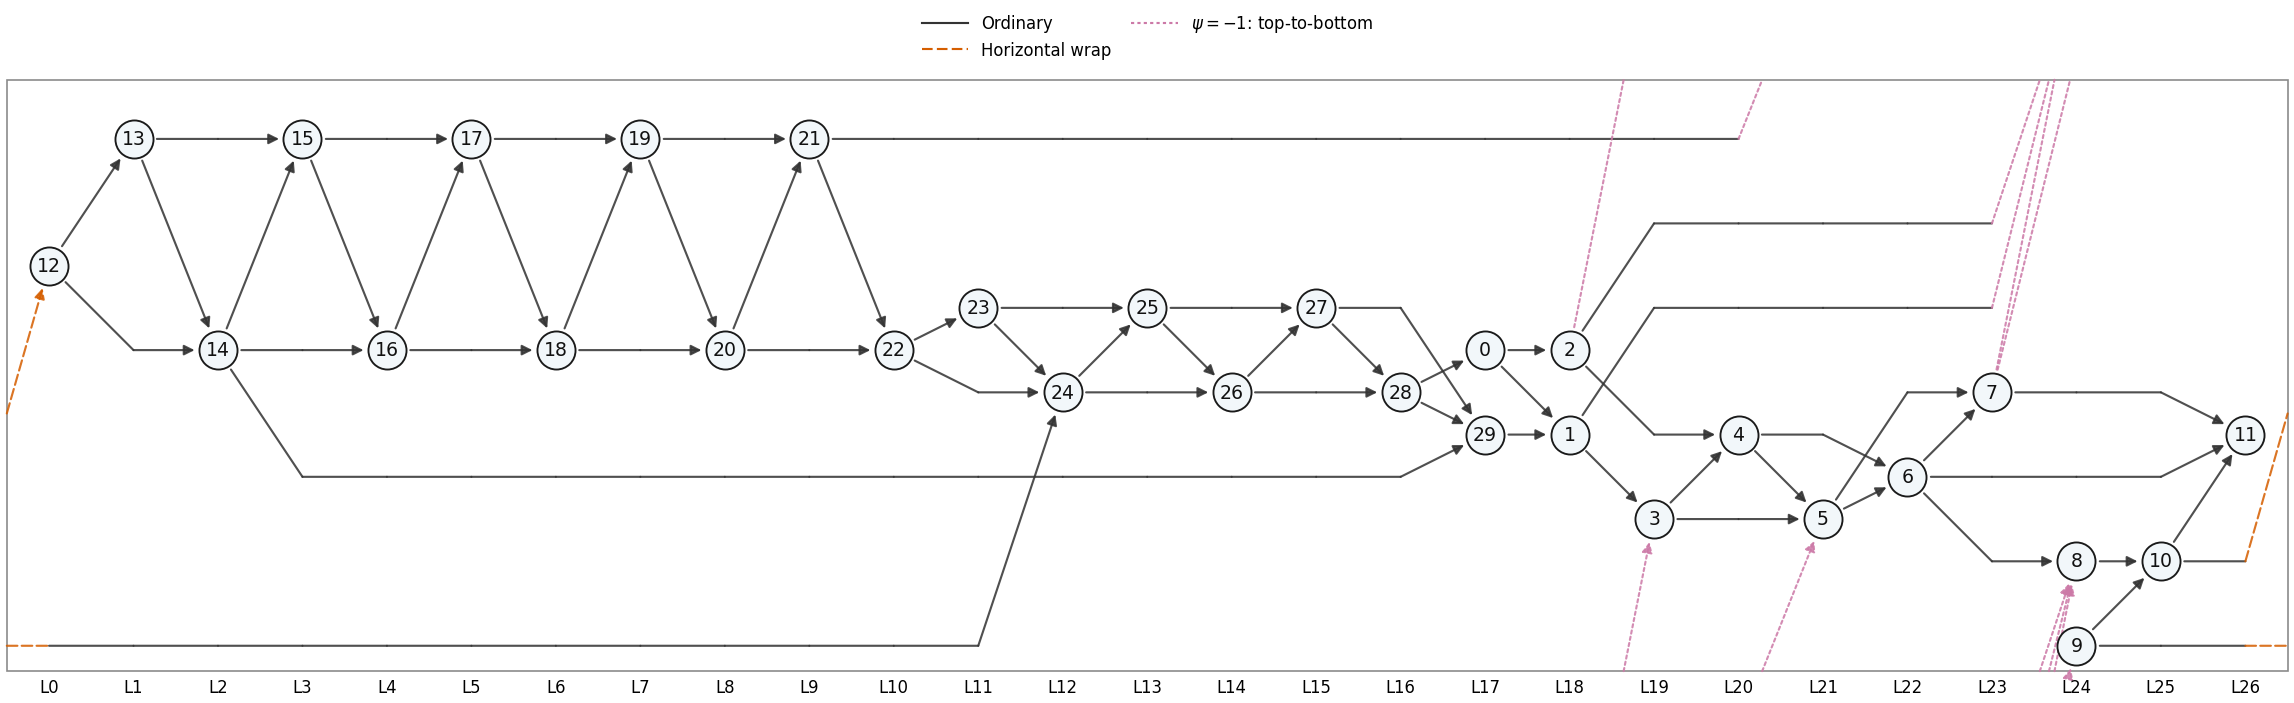 Ordinary
Horizontal wrap
ψ = −1: top-to-bottom
13 15 17 19 21
12
23 25 27
14 16 18 20 22 0 2
24 26 28 7
29 1 4 11
6
3 5
8 10
9
L0 L1 L2 L3 L4 L5 L6 L7 L8 L9 L10 L11 L12 L13 L14 L15 L16 L17 L18 L19 L20 L21 L22 L23 L24 L25 L26